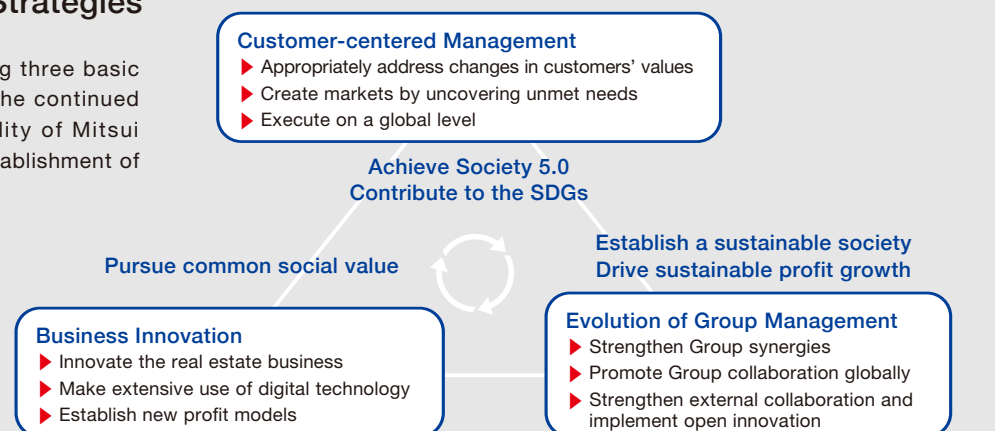 Strategies
g three basic
he continued
lity of Mitsui
ablishment of
Customer-centered Management
Appropriately address changes in customers’ values
Create markets by uncovering unmet needs
Execute on a global level
Achieve Society 5.0
Contribute to the SDGs
Pursue common social value
Establish a sustainable society
Drive sustainable profit growth
Business Innovation
Innovate the real estate business
Make extensive use of digital technology
Establish new profit models
Evolution of Group Management
Strengthen Group synergies
Promote Group collaboration globally
Strengthen external collaboration and
implement open innovation